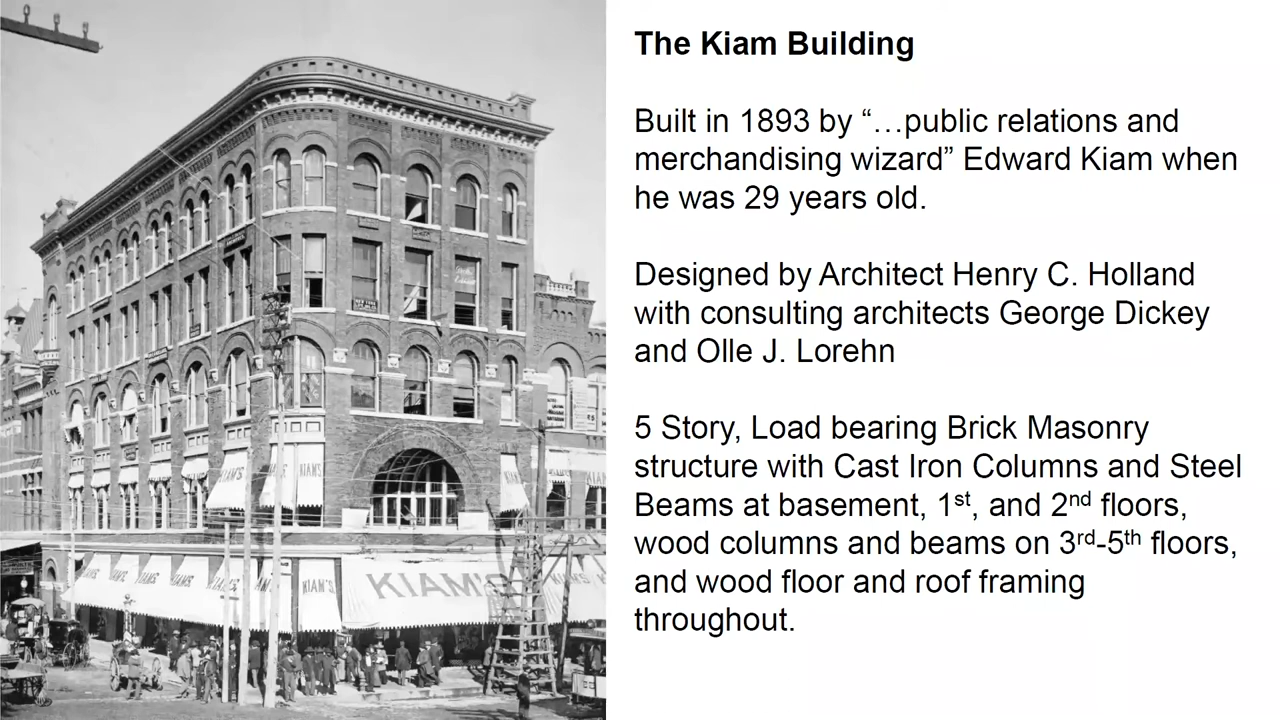 The Kiam Building
Built in 1893 by “…public relations and
merchandising wizard” Edward Kiam when
he was 29 years old.
Designed by Architect Henry C. Holland
with consulting architects George Dickey
and Olle J. Lorehn
5 Story, Load bearing Brick Masonry
structure with Cast Iron Columns and Steel
Beams at basement, 1st, and 2nd floors,
wood columns and beams on 3rd-5th floors,
and wood floor and roof framing
throughout.
KIAM'S
KIAM'S
KIAM'S